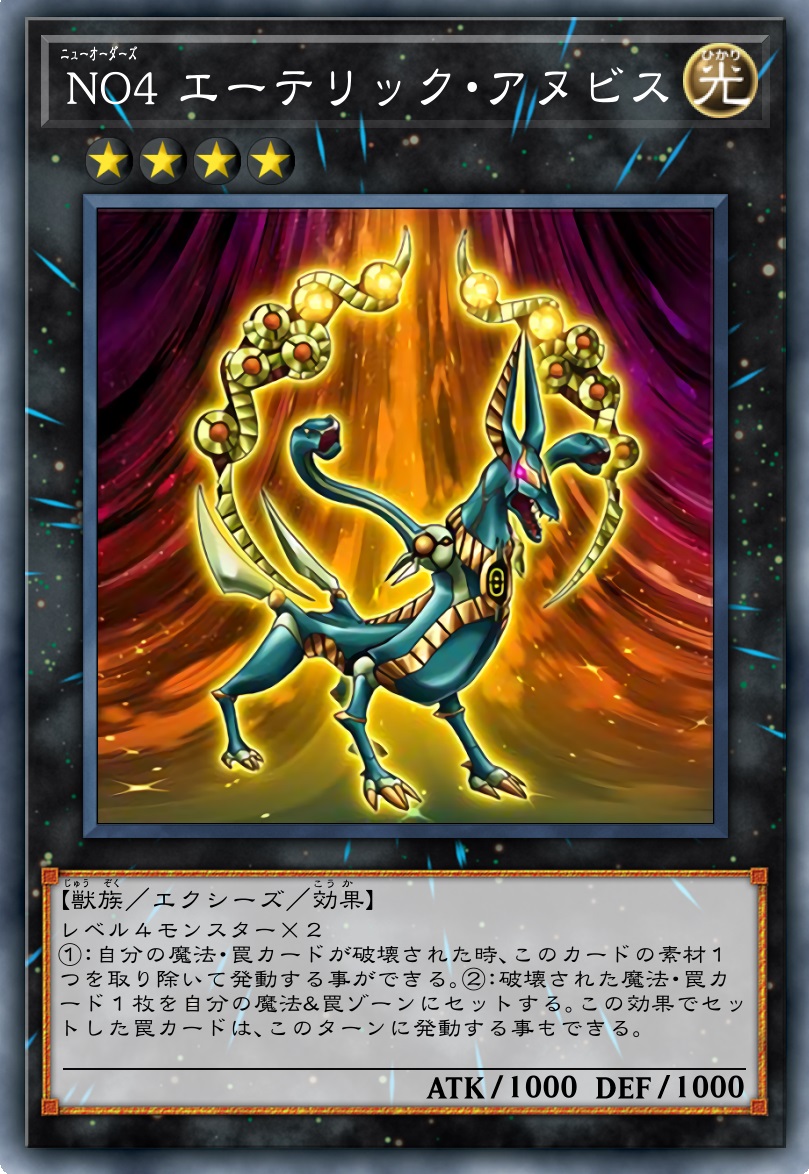 ニューオーダーズ
NO4 エーテリック・アヌビス
ひかり
光
じゅう ぞく こう か
【獣族／エクシーズ／効果】
レベル４モンスター×２
①：自分の魔法・罠カードが破壊された時、このカードの素材１
つを取り除いて発動する事ができる。②：破壊された魔法・罠カ
ード１枚を自分の魔法&罠ゾーンにセットする。この効果でセッ
トした罠カードは、このターンに発動する事もできる。
ATK/1000 DEF/1000